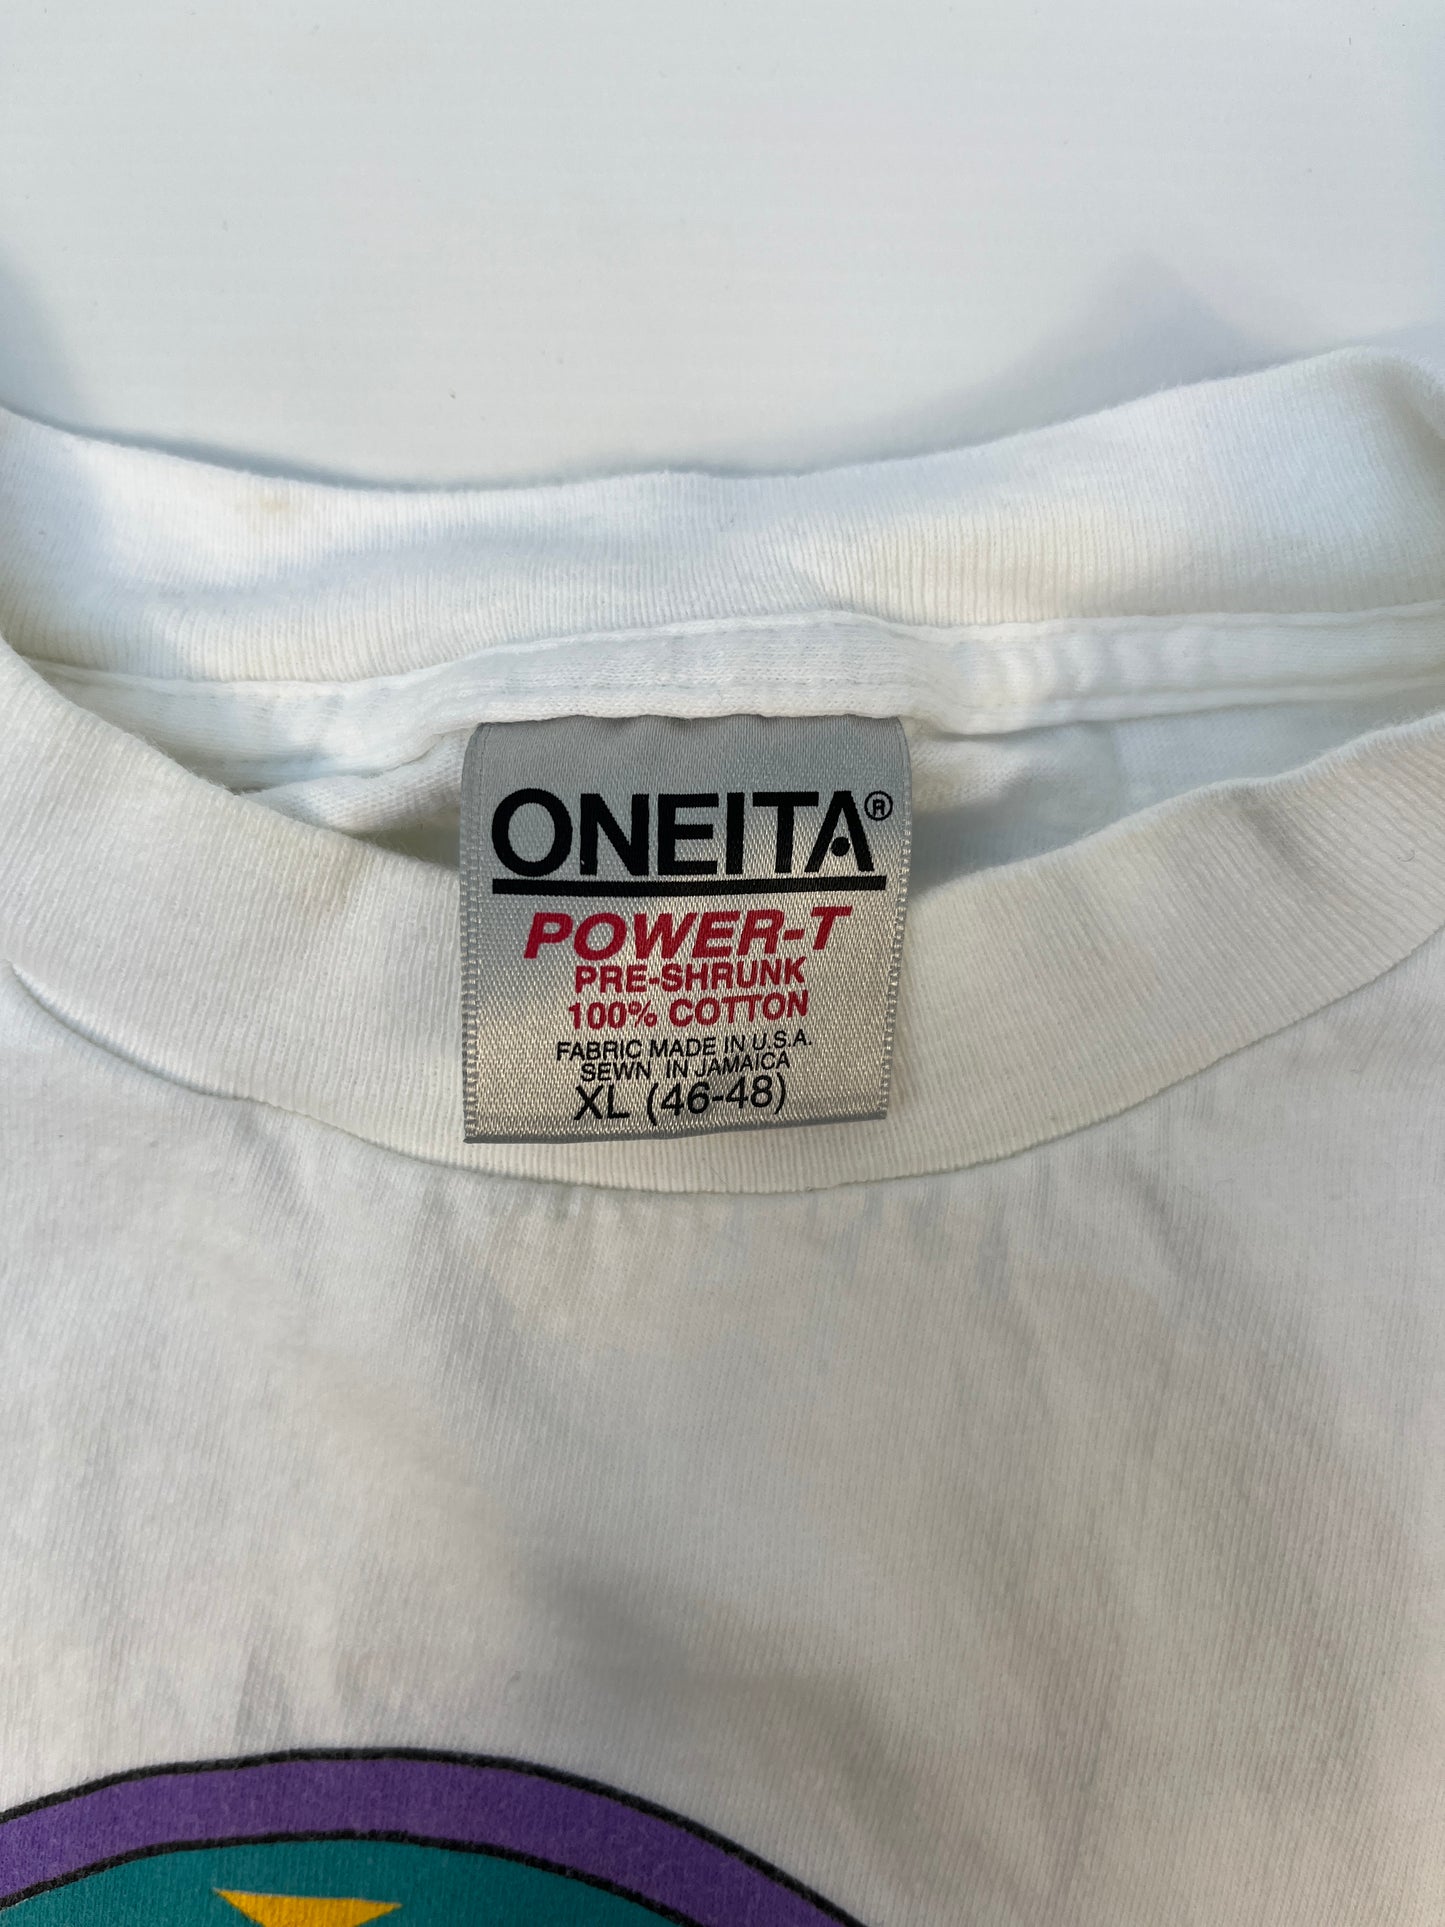 ONEITA®
POWER-T
PRE-SHRUNK
100% COTTON
FABRIC MADE IN U.S.A.
SEWN IN JAMAICA
XL (46-48)